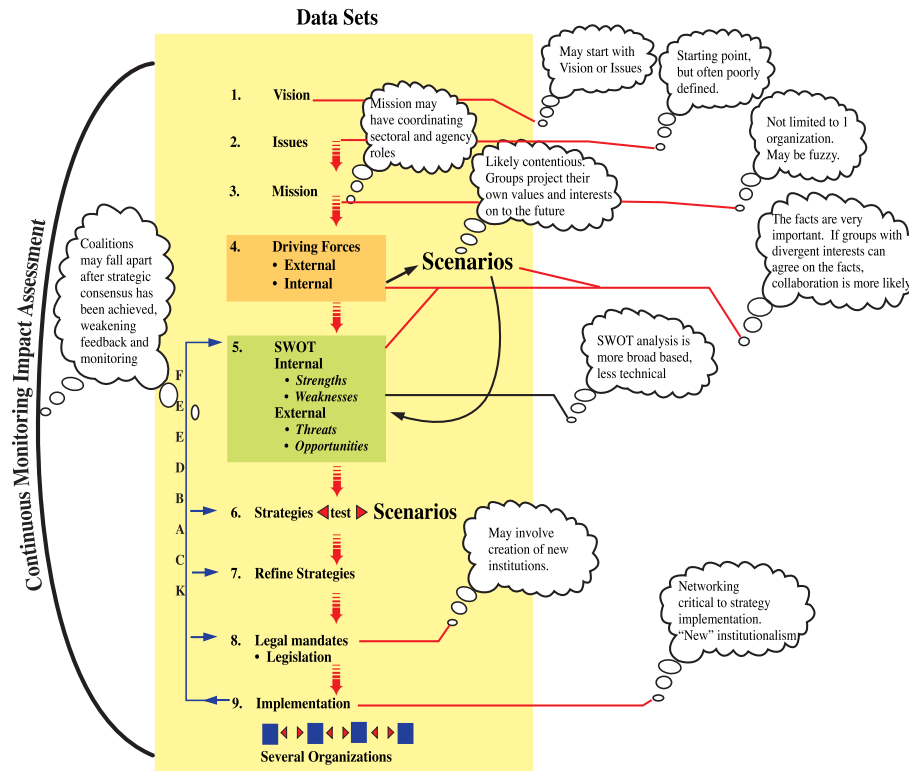 Data Sets
Continuous Monitoring Impact Assessment
1. Vision
2. Issues
3. Mission
4. Driving Forces
• External
• Internal
Scenarios
5. SWOT
Internal
• Strengths
• Weaknesses
External
• Threats
• Opportunities
6. Strategies test Scenarios
7. Refine Strategies
8. Legal mandates
• Legislation
9. Implementation
Several Organizations
FEEDBACK
May start with
Vision or Issues
Starting point,
but often poorly
defined.
Mission may
have coordinating
sectoral and agency
roles
Not limited to 1
organization.
May be fuzzy.
Likely contentious.
Groups project their
own values and interests
on to the future
The facts are very
important. If groups with
divergent interests can
agree on the facts,
collaboration is more likely
Coalitions
may fall apart
after strategic
consensus has
been achieved,
weakening
feedback and
monitoring
SWOT analysis is
more broad based,
less technical
May involve
creation of new
institutions.
Networking
critical to strategy
implementation.
“New” institutionalism